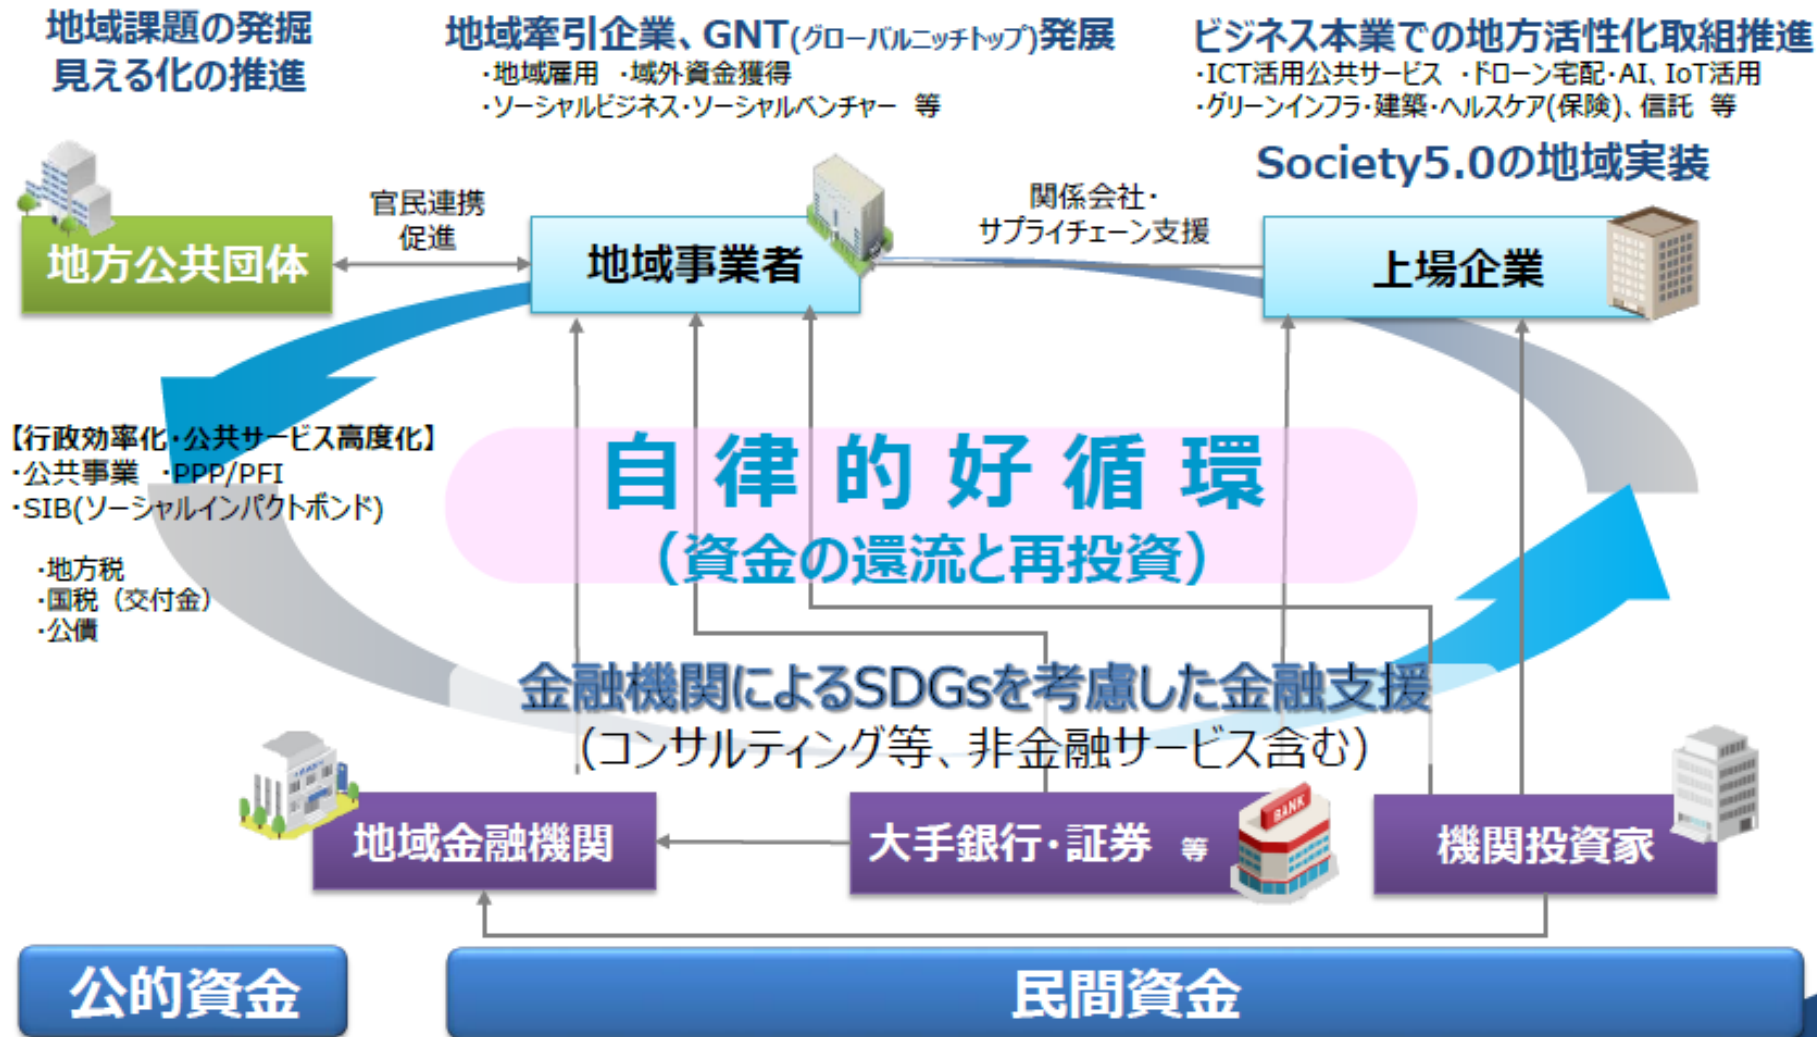 地域課題の発掘
見える化の推進
地域牽引企業、GNT(グローバルニッチトップ)発展
・地域雇用 ・域外資金獲得
・ソーシャルビジネス・ソーシャルベンチャー 等
ビジネス本業での地方活性化取組推進
・ICT活用公共サービス ・ドローン宅配・AI、IoT活用
・グリーンインフラ・建築・ヘルスケア(保険)、信託 等
Society5.0の地域実装
官民連携
促進
関係会社・
サプライチェーン支援
地方公共団体
地域事業者
上場企業
【行政効率化・公共サービス高度化】
・公共事業 ・PPP/PFI
・SIB(ソーシャルインパクトボンド)
・地方税
・国税（交付金）
・公債
自律的好循環
（資金の還流と再投資）
金融機関によるSDGsを考慮した金融支援
(コンサルティング等、非金融サービス含む)
地域金融機関
大手銀行・証券 等
BANK
機関投資家
公的資金
民間資金